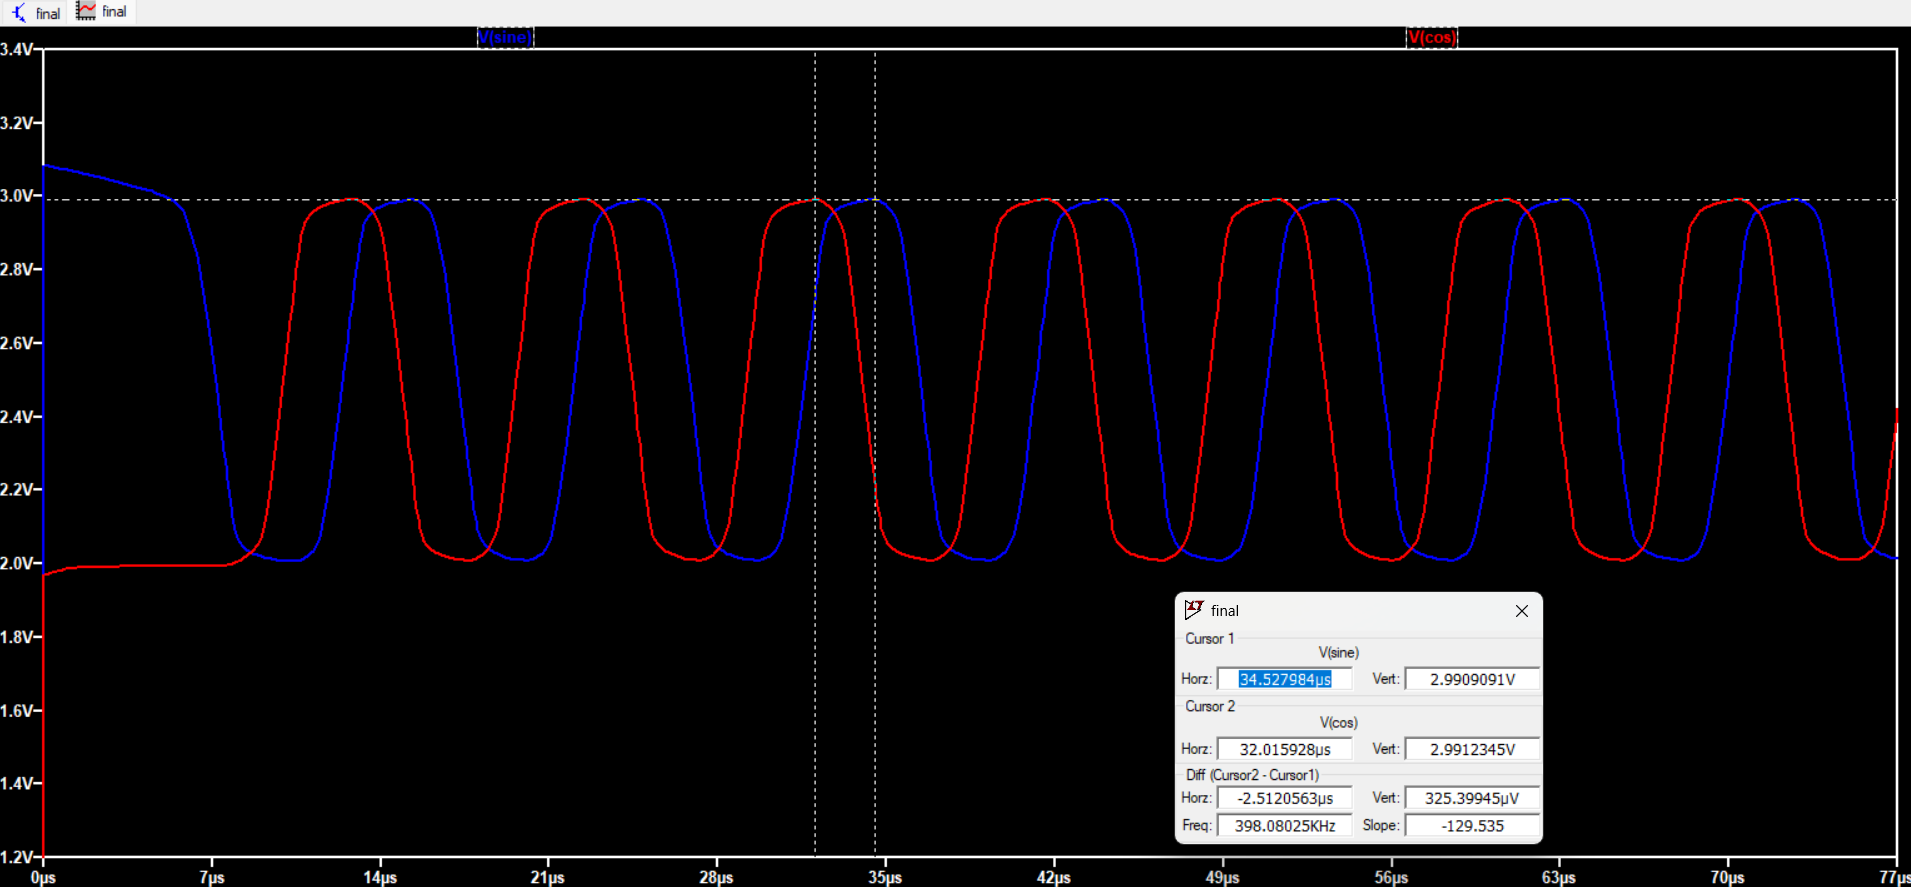 final final
V(sine) V(cos)
3.4V
3.2V
3.0V
2.8V
2.6V
2.4V
2.2V
2.0V
1.8V
1.6V
1.4V
1.2V
0µs 7µs 14µs 21µs 28µs 35µs 42µs 49µs 56µs 63µs 70µs 77µs
final
Cursor 1
V(sine)
Horz: 34.527984µs Vert: 2.9909091V
Cursor 2
V(cos)
Horz: 32.015928µs Vert: 2.9912345V
Diff (Cursor2 - Cursor1)
Horz: -2.5120563µs Vert: 325.39945µV
Freq: 398.08025KHz Slope: -129.535